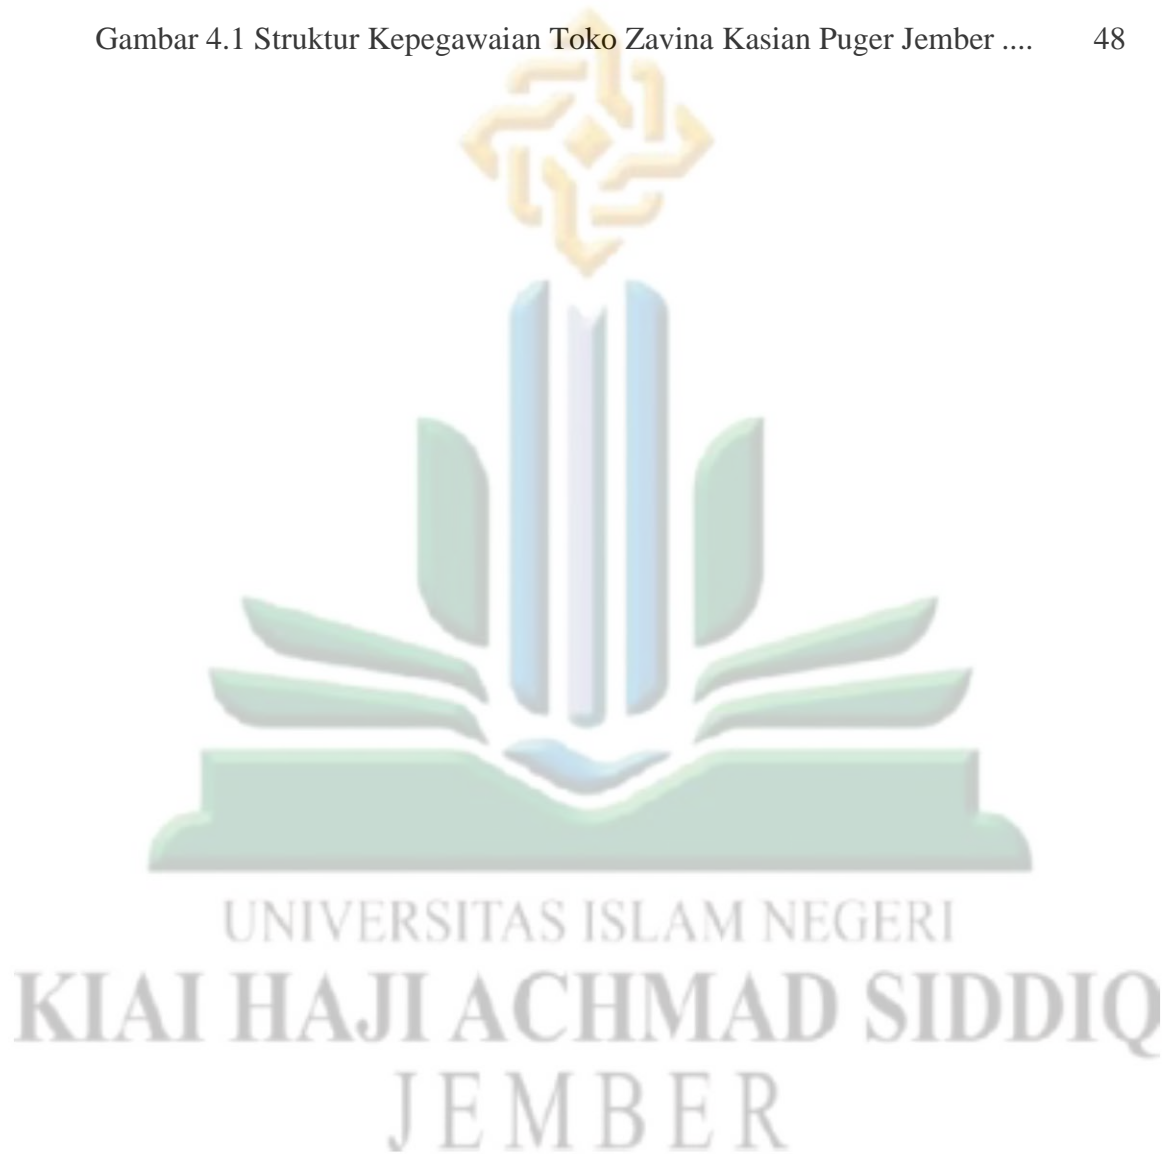 Gambar 4.1 Struktur Kepegawaian Toko Zavina Kasian Puger Jember .... 48
UNIVERSITAS ISLAM NEGERI
KIAI HAJI ACHMAD SIDDIQ
JEMBER